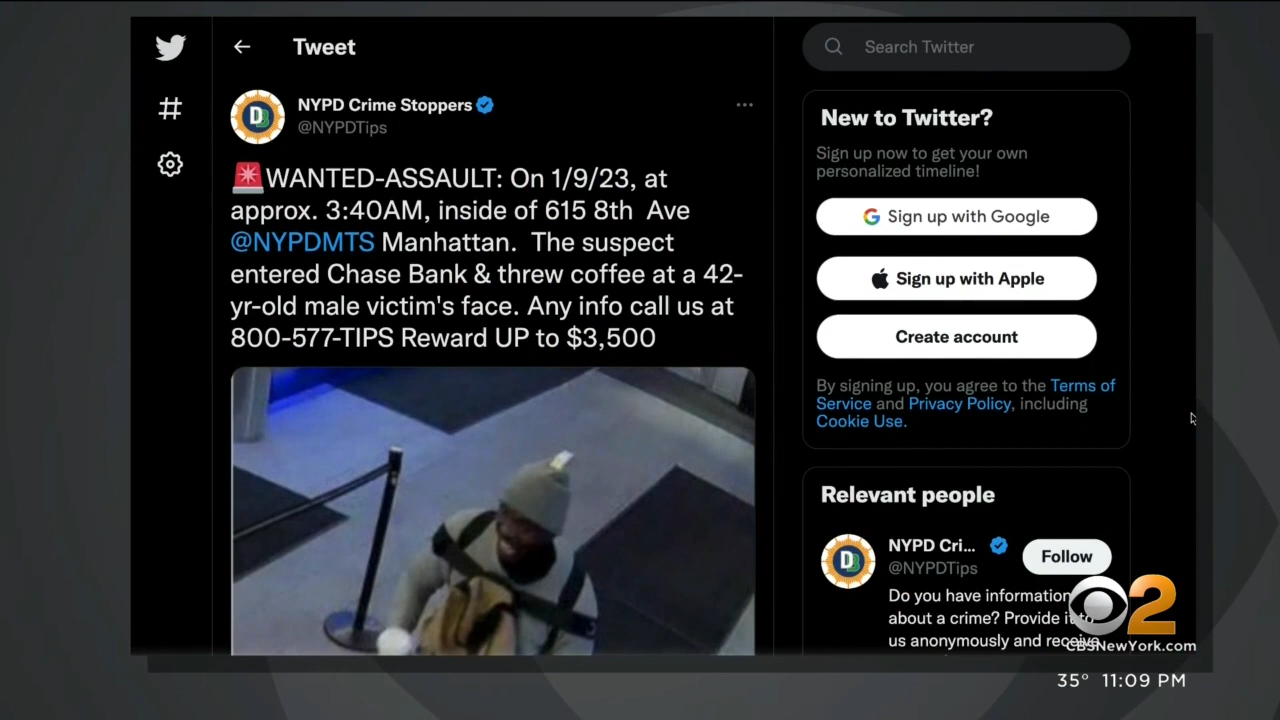 Tweet
Search Twitter
NYPD Crime Stoppers
@NYPDTips
WANTED-ASSAULT: On 1/9/23, at
approx. 3:40AM, inside of 615 8th Ave
@NYPDMTS Manhattan. The suspect
entered Chase Bank & threw coffee at a 42-
yr-old male victim's face. Any info call us at
800-577-TIPS Reward UP to $3,500
New to Twitter?
Sign up now to get your own
personalized timeline!
Sign up with Google
Sign up with Apple
Create account
By signing up, you agree to the Terms of
Service and Privacy Policy, including
Cookie Use.
Relevant people
NYPD Cri...
@NYPDTips
Follow
Do you have information
about a crime? Provide it to
us anonymously and receive
2
CBSNewYork.com
35° 11:09 PM